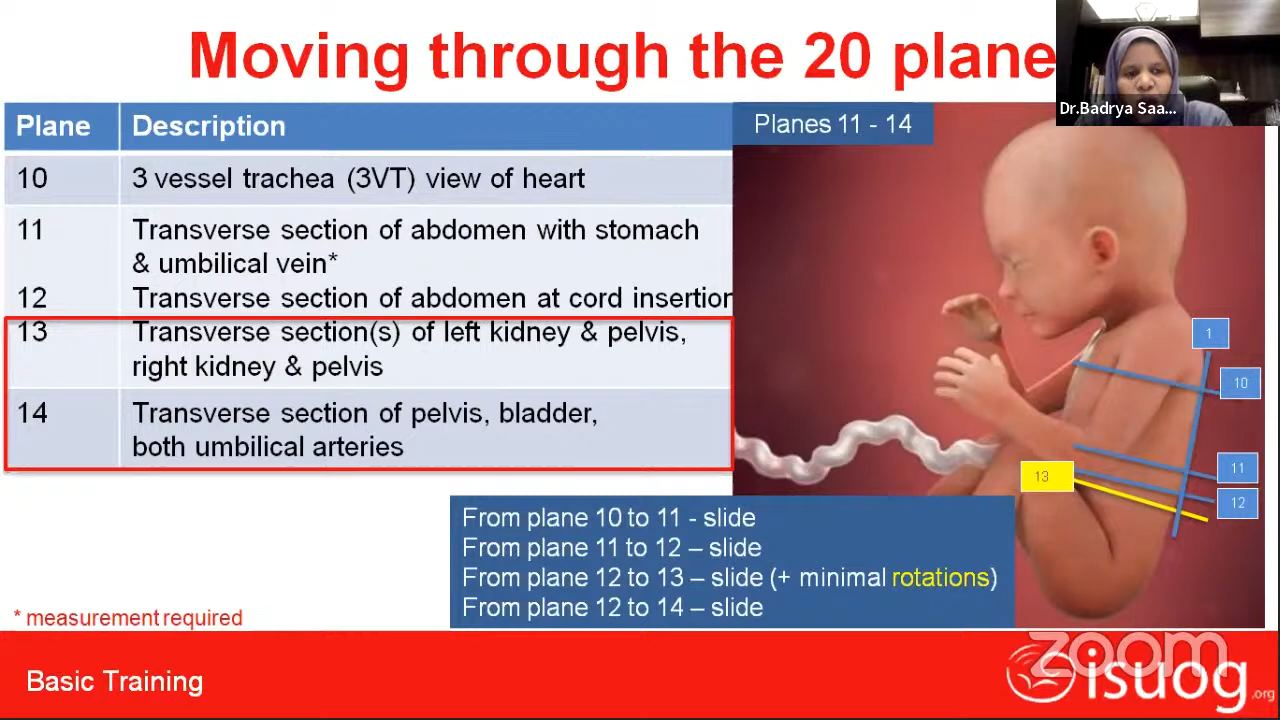 Moving through the 20 plane
Dr.Badrya Saa...
Plane Description
10 3 vessel trachea (3VT) view of heart
11 Transverse section of abdomen with stomach
& umbilical vein*
12 Transverse section of abdomen at cord insertion
13 Transverse section(s) of left kidney & pelvis,
right kidney & pelvis
14 Transverse section of pelvis, bladder,
both umbilical arteries
Planes 11 - 14
1
10
11
12
13
From plane 10 to 11 - slide
From plane 11 to 12 – slide
From plane 12 to 13 – slide (+ minimal rotations)
From plane 12 to 14 – slide
* measurement required
Basic Training
zoom
isuog.org